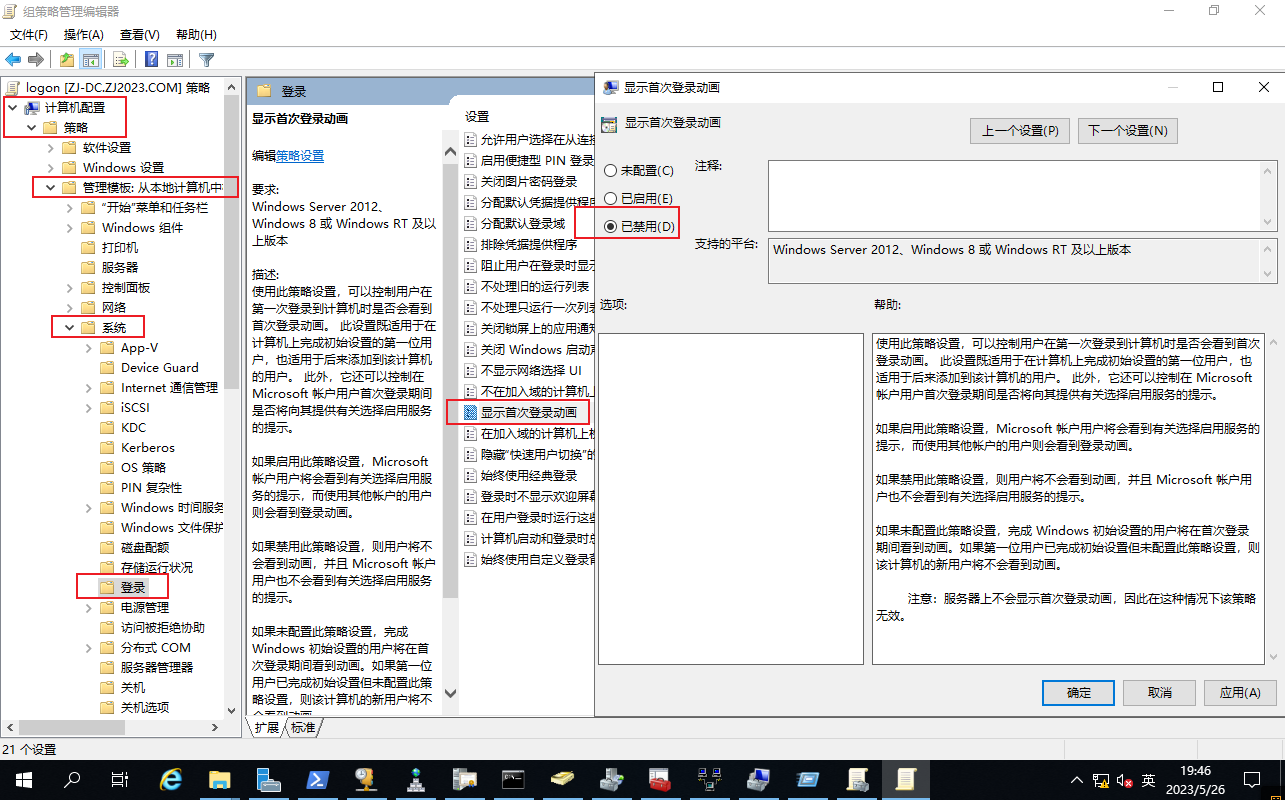 组策略管理编辑器
文件(F) 操作(A) 查看(V) 帮助(H)
logon [ZJ-DC.ZJ2023.COM] 策略
计算机配置
策略
软件设置
Windows 设置
管理模板: 从本地计算机中
“开始”菜单和任务栏
Windows 组件
打印机
服务器
控制面板
网络
系统
App-V
Device Guard
Internet 通信管理
iSCSI
KDC
Kerberos
OS 策略
PIN 复杂性
Windows 时间服务
Windows 文件保护
磁盘配额
存储运行状况
登录
电源管理
访问被拒绝协助
分布式 COM
服务器管理器
关机
关机选项
登录
显示首次登录动画
编辑策略设置
要求:
Windows Server 2012、
Windows 8 或 Windows RT 及以
上版本
描述:
使用此策略设置，可以控制用户在
第一次登录到计算机时是否会看到
首次登录动画。 此设置既适用于在
计算机上完成初始设置的第一位用
户，也适用于后来添加到该计算机
的用户。 此外，它还可以控制在
Microsoft 帐户用户首次登录期间
是否将向其提供有关选择启用服务
的提示。
如果启用此策略设置，Microsoft
帐户用户将会看到有关选择启用服
务的提示，而使用其他帐户的用户
则会看到登录动画。
如果禁用此策略设置，则用户将不
会看到动画，并且 Microsoft 帐户
用户也不会看到有关选择启用服务
的提示。
如果未配置此策略设置，完成
Windows 初始设置的用户将在首
次登录期间看到动画。如果第一位
用户已完成初始设置但未配置此策
略设置，则该计算机的新用户将不
会看到动画
设置
允许用户选择在从连接
启用便捷型 PIN 登录
关闭图片密码登录
分配默认凭据提供程序
分配默认登录域
排除凭据提供程序
阻止用户在登录时显示
不处理旧的运行列表
不处理只运行一次列表
关闭锁屏上的应用通知
关闭 Windows 启动声
不显示网络选择 UI
不在加入域的计算机上
显示首次登录动画
在加入域的计算机上枚
隐藏“快速用户切换”的
始终使用经典登录
登录时不显示欢迎屏幕
在用户登录时运行这些
计算机启动和登录时总
始终使用自定义登录背
扩展 标准
21 个设置
显示首次登录动画
显示首次登录动画
上一个设置(P) 下一个设置(N)
未配置(C)
已启用(E)
已禁用(D)
注释:
支持的平台:
Windows Server 2012、Windows 8 或 Windows RT 及以上版本
选项: 帮助:
使用此策略设置，可以控制用户在第一次登录到计算机时是否会看到首次
登录动画。 此设置既适用于在计算机上完成初始设置的第一位用户，也
适用于后来添加到该计算机的用户。 此外，它还可以控制在 Microsoft
帐户用户首次登录期间是否将向其提供有关选择启用服务的提示。
如果启用此策略设置，Microsoft 帐户用户将会看到有关选择启用服务的
提示，而使用其他帐户的用户则会看到登录动画。
如果禁用此策略设置，则用户将不会看到动画，并且 Microsoft 帐户用
户也不会看到有关选择启用服务的提示。
如果未配置此策略设置，完成 Windows 初始设置的用户将在首次登录
期间看到动画。如果第一位用户已完成初始设置但未配置此策略设置，则
该计算机的新用户将不会看到动画。
注意：服务器上不会显示首次登录动画，因此在这种情况下该策略
无效。
确定 取消 应用(A)
英
19:46
2023/5/26